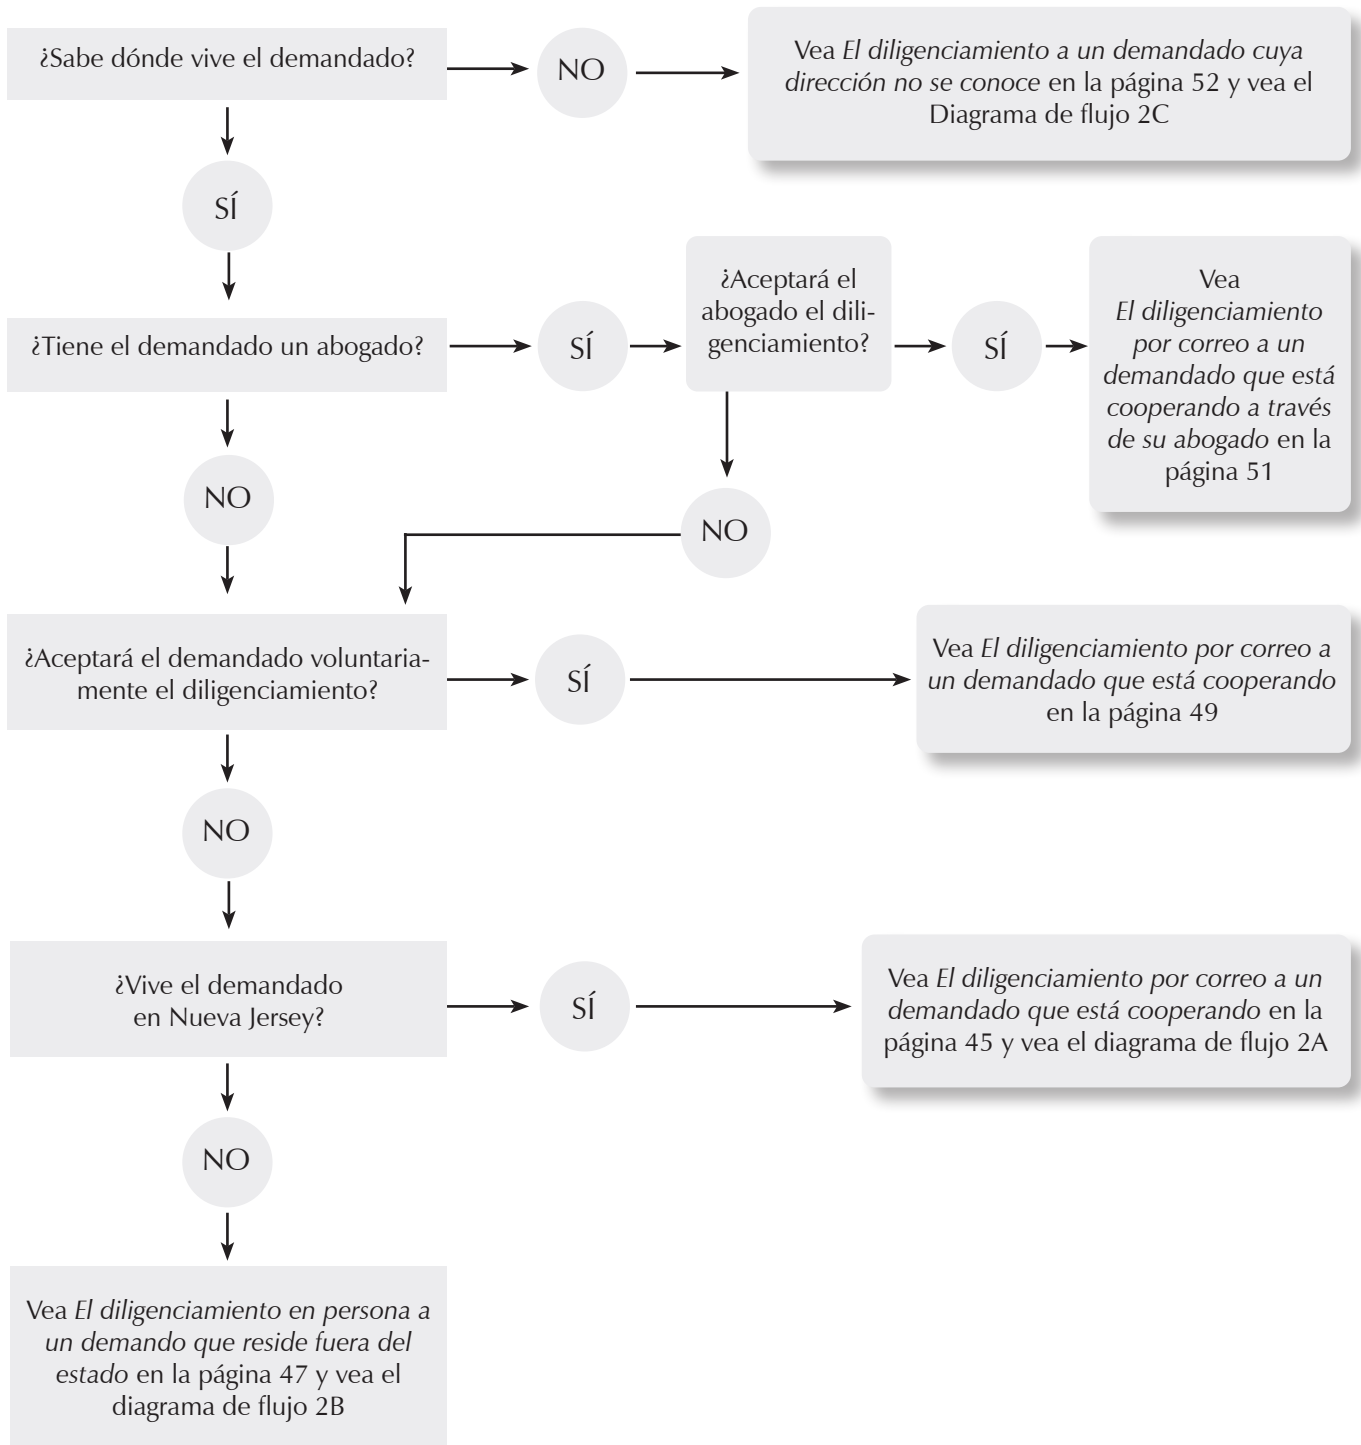 ¿Sabe dónde vive el demandado?
NO
Vea El diligenciamiento a un demandado cuya
dirección no se conoce en la página 52 y vea el
Diagrama de flujo 2C
SÍ
¿Tiene el demandado un abogado?
SÍ
¿Aceptará el
abogado el dili-
genciamiento?
SÍ
Vea
El diligenciamiento
por correo a un
demandado que está
cooperando a través
de su abogado en la
página 51
NO
NO
¿Aceptará el demandado voluntaria-
mente el diligenciamiento?
SÍ
Vea El diligenciamiento por correo a
un demandado que está cooperando
en la página 49
NO
¿Vive el demandado
en Nueva Jersey?
SÍ
Vea El diligenciamiento por correo a un
demandado que está cooperando en la
página 45 y vea el diagrama de flujo 2A
NO
Vea El diligenciamiento en persona a
un demando que reside fuera del
estado en la página 47 y vea el
diagrama de flujo 2B